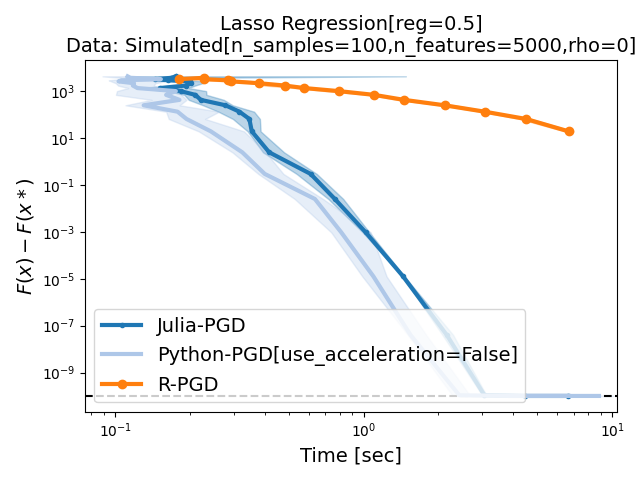 Lasso Regression[reg=0.5]
Data: Simulated[n_samples=100,n_features=5000,rho=0]
10³
10¹
10⁻¹
10⁻³
10⁻⁵
10⁻⁷
10⁻⁹
F(x) − F(x*)
Julia-PGD
Python-PGD[use_acceleration=False]
R-PGD
10⁻¹ 10⁰ 10¹
Time [sec]